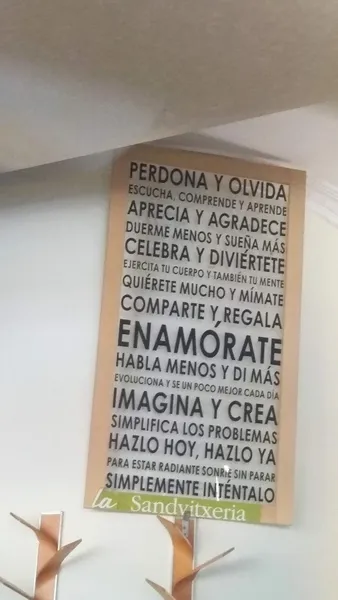 PERDONA Y OLVIDA
ESCUCHA, COMPRENDE Y APRENDE
APRECIA Y AGRADECE
DUERME MENOS Y SUEÑA MÁS
CELEBRA Y DIVIÉRTETE
EJERCITA TU CUERPO Y TAMBIÉN TU MENTE
QUIÉRETE MUCHO Y MÍMATE
COMPARTE Y REGALA
ENAMÓRATE
HABLA MENOS Y DI MÁS
EVOLUCIONA Y SE UN POCO MEJOR CADA DÍA
IMAGINA Y CREA
SIMPLIFICA LOS PROBLEMAS
HAZLO HOY, HAZLO YA
PARA ESTAR RADIANTE SONRÍE SIN PARAR
SIMPLEMENTE INTÉNTALO
la Sandvitxeria